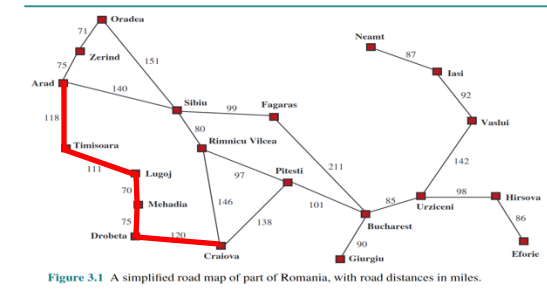 Oradea
71
Neamt
Zerind
87
151
75
Iasi
Arad
140
92
Sibiu
Fagaras
99
118
Vaslui
80
Rimnicu Vilcea
Timisoara
142
111
Pitesti
211
Lugoj
97
70
98
Hirsova
146
101
85
Mehadia
Urziceni
138
86
75
Bucharest
Drobeta
120
90
Craiova
Giurgiu
Eforie
Figure 3.1 A simplified road map of part of Romania, with road distances in miles.